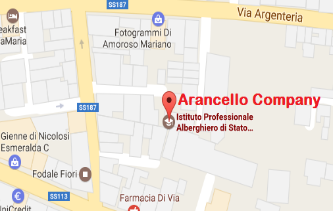 SS187
Via Argenteria
eakfast
aMaria
Fotogrammi Di
Amoroso Mariano
SS187
Arancello Company
Istituto Professionale
Alberghiero di Stato...
Gienne di Nicolosi
Esmeralda C
Fodale Fiori
SS113
niCredit
Farmacia Di Via